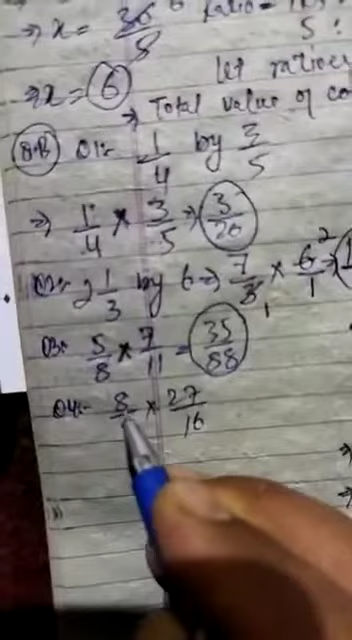 ⇒ x = 36/8
⇒ x = 6
Let ratios
→ Total value of co
8.B Q1:- 1/4 by 3/5
⇒ 1/4 × 3/5 ⇒ 3/20
Q2:- 2 1/3 by 6 ⇒ 7/3 × 6/1 ⇒
Q3:- 5/8 × 7/11 = 35/88
Q4:- 8/ × 27/16